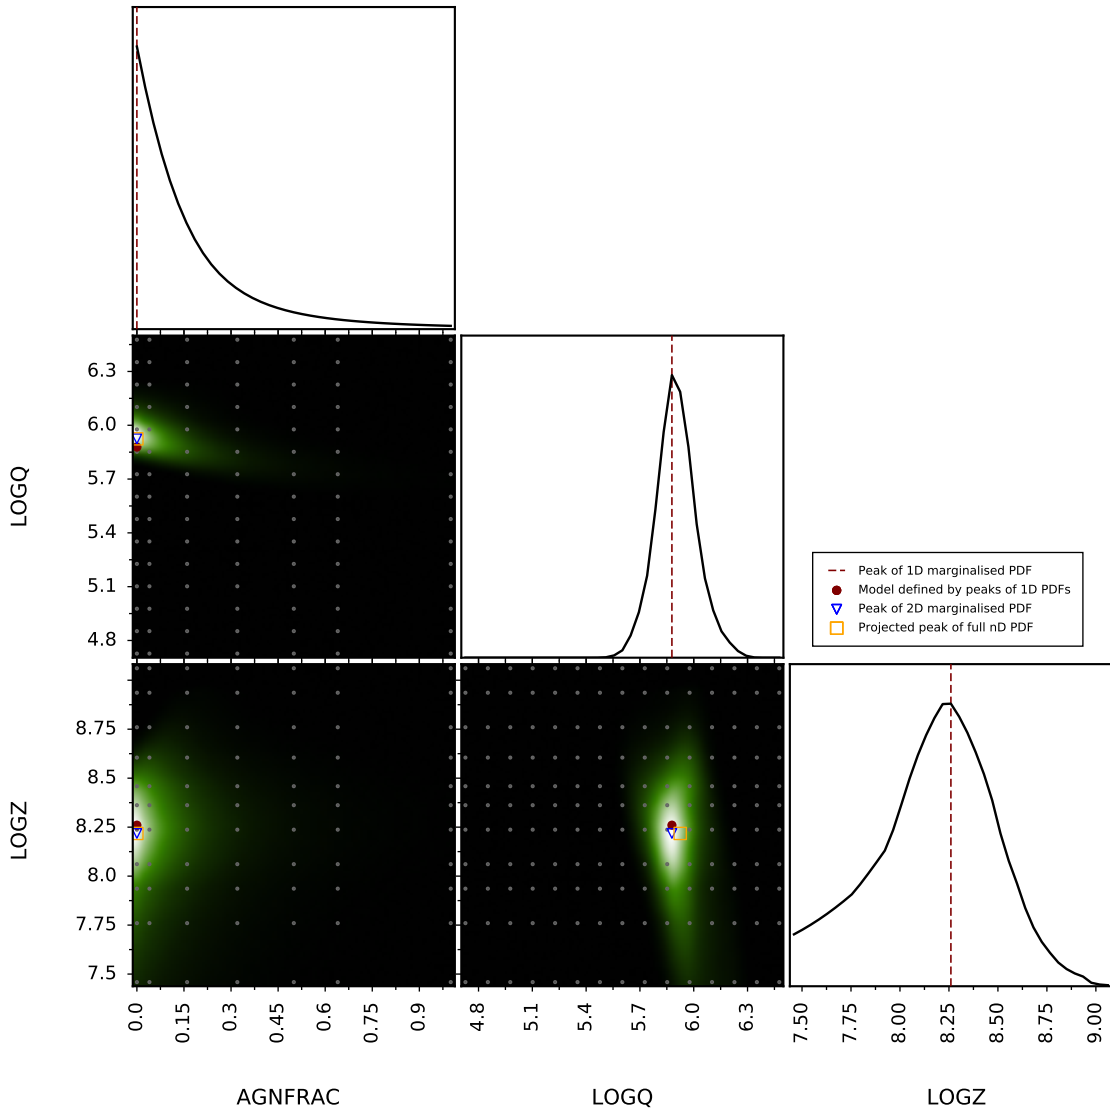 6.3
6.0
5.7
5.4
5.1
4.8
LOGQ
Peak of 1D marginalised PDF
Model defined by peaks of 1D PDFs
Peak of 2D marginalised PDF
Projected peak of full nD PDF
8.75
8.5
8.25
8.0
7.75
7.5
LOGZ
0.0 0.15 0.3 0.45 0.6 0.75 0.9
4.8 5.1 5.4 5.7 6.0 6.3
7.50 7.75 8.00 8.25 8.50 8.75 9.00
AGNFRAC LOGQ LOGZ